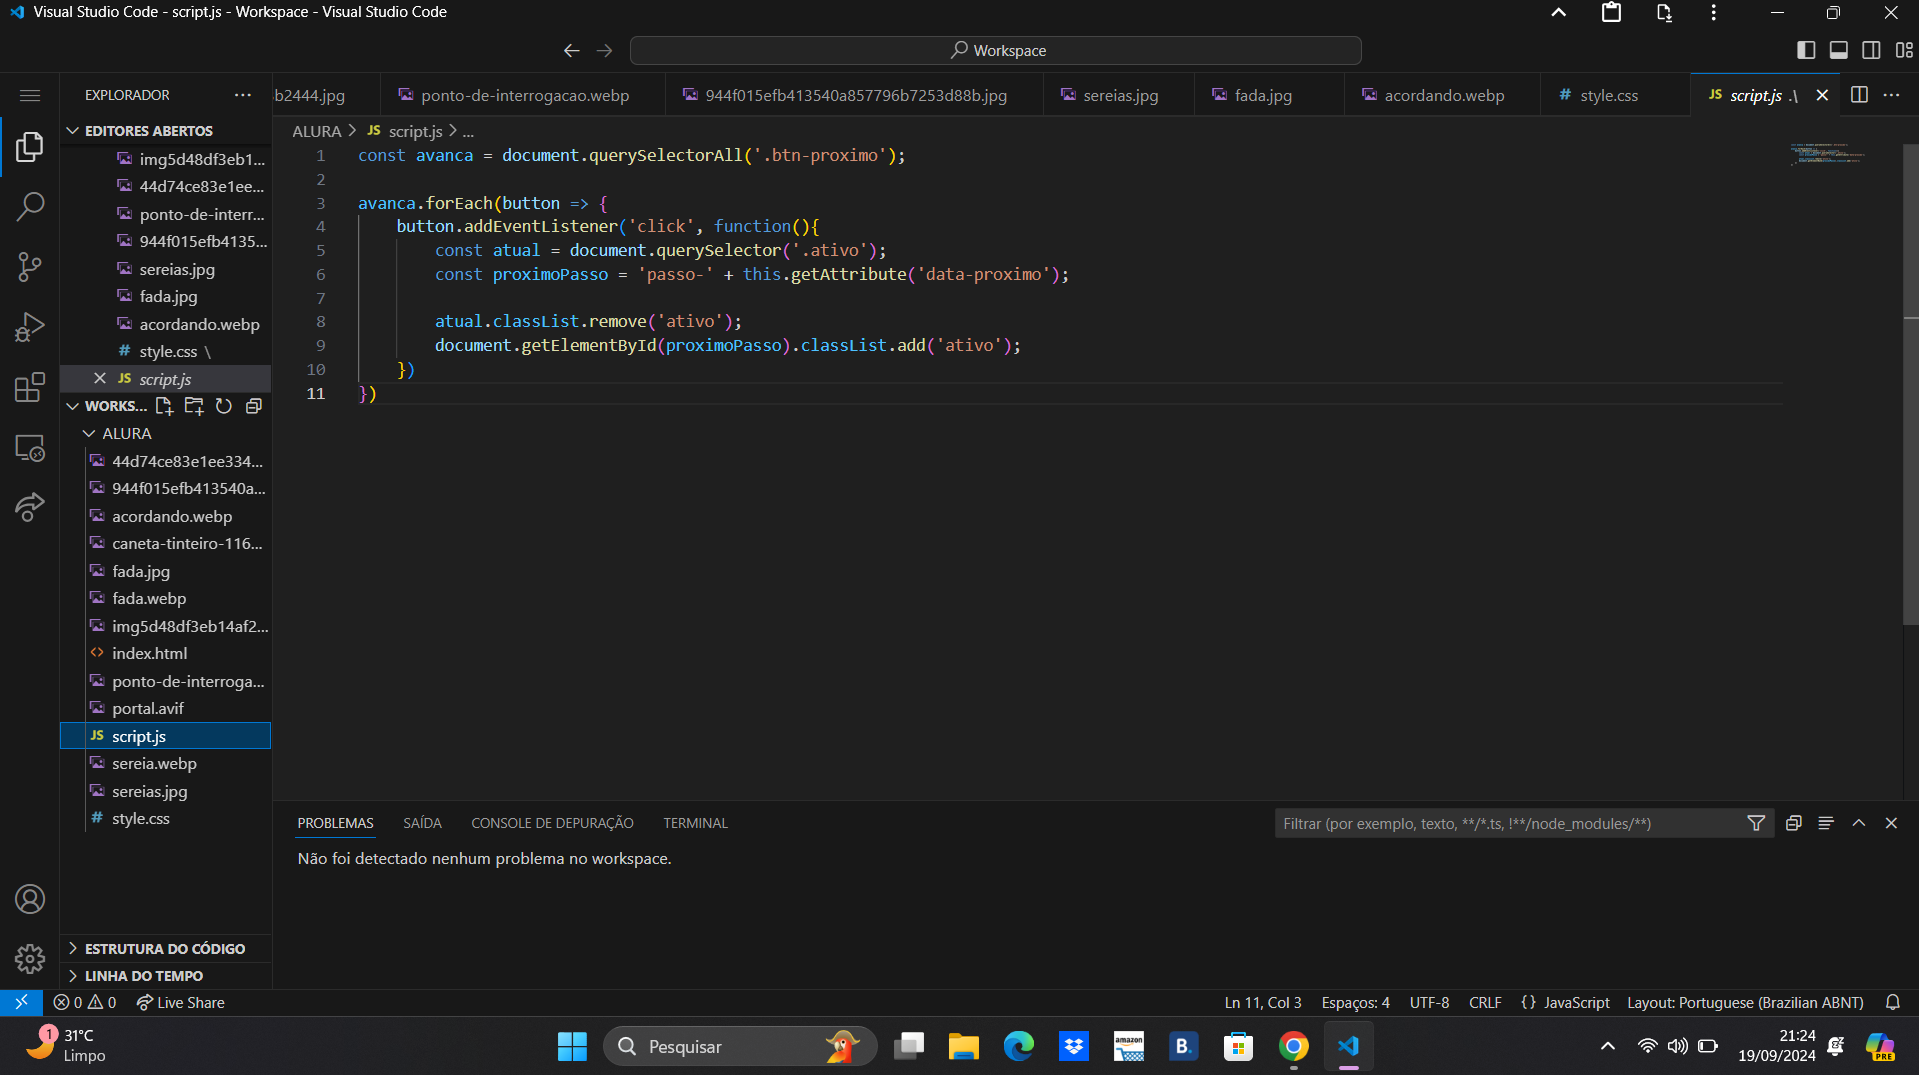 Visual Studio Code - script.js - Workspace - Visual Studio Code
Workspace
EXPLORADOR
b2444.jpg
ponto-de-interrogacao.webp
944f015efb413540a857796b7253d88b.jpg
sereias.jpg
fada.jpg
acordando.webp
# style.css
JS script.js .\
EDITORES ABERTOS
img5d48df3eb1...
44d74ce83e1ee...
ponto-de-interr...
944f015efb4135...
sereias.jpg
fada.jpg
acordando.webp
# style.css \
JS script.js
WORKS...
ALURA
44d74ce83e1ee334...
944f015efb413540a...
acordando.webp
caneta-tinteiro-116...
fada.jpg
fada.webp
img5d48df3eb14af2...
index.html
ponto-de-interroga...
portal.avif
JS script.js
sereia.webp
sereias.jpg
# style.css
ESTRUTURA DO CÓDIGO
LINHA DO TEMPO
ALURA > JS script.js > ...
1 const avanca = document.querySelectorAll('.btn-proximo');
2
3 avanca.forEach(button => {
4 button.addEventListener('click', function(){
5 const atual = document.querySelector('.ativo');
6 const proximoPasso = 'passo-' + this.getAttribute('data-proximo');
7
8 atual.classList.remove('ativo');
9 document.getElementById(proximoPasso).classList.add('ativo');
10 })
11 })
PROBLEMAS SAÍDA CONSOLE DE DEPURAÇÃO TERMINAL
Filtrar (por exemplo, texto, **/*.ts, !**/node_modules/**)
Não foi detectado nenhum problema no workspace.
0 0 Live Share
Ln 11, Col 3 Espaços: 4 UTF-8 CRLF {} JavaScript Layout: Portuguese (Brazilian ABNT)
1
31°C
Limpo
Pesquisar
amazon
B.
21:24
19/09/2024
PRE